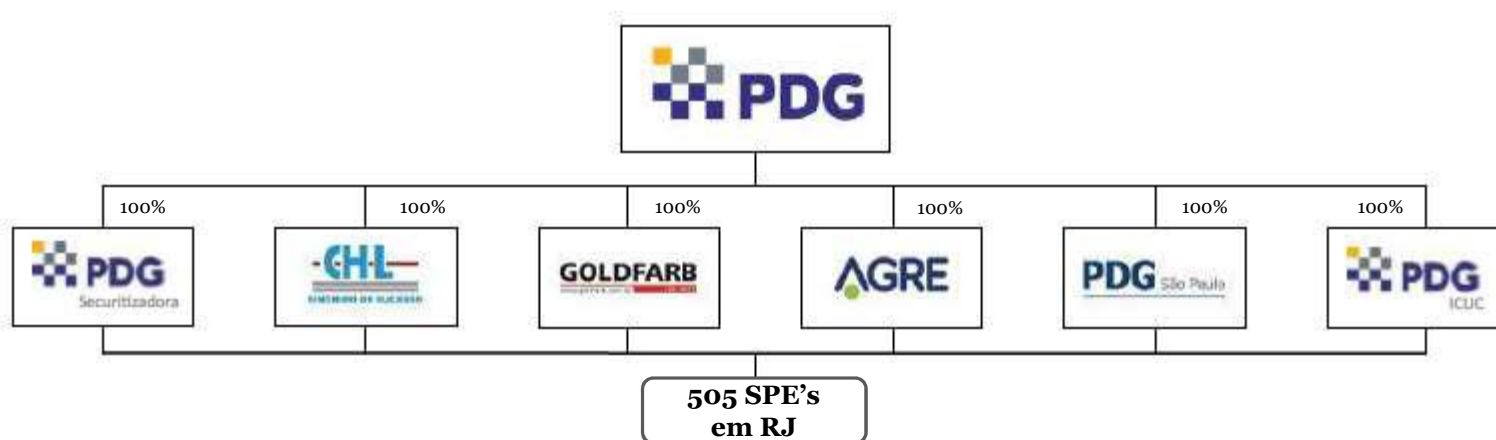 PDG
100% 100% 100% 100% 100% 100%
PDG
Securitizadora
CHL
GOLDFARB
AGRE
PDG São Paulo
PDG
ICUC
505 SPE's
em RJ